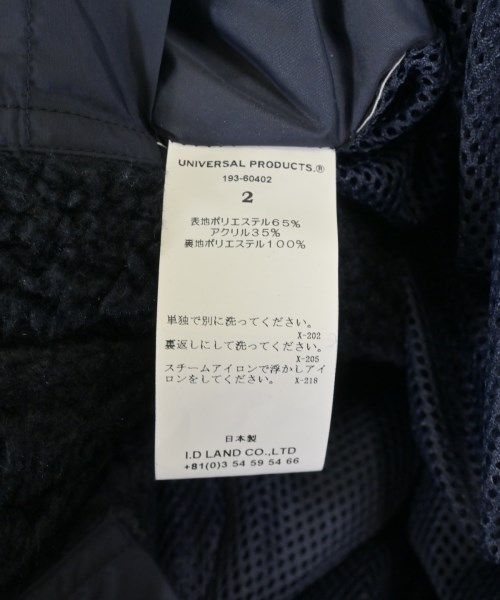 UNIVERSAL PRODUCTS.®
193-60402
2
表地ポリエステル65%
アクリル35%
裏地ポリエステル100%
単独で別に洗ってください。
X-202
裏返しにして洗ってください。
X-205
スチームアイロンで浮かしアイ
ロンをしてください。 X-218
日本製
I.D LAND CO.,LTD
+81(0)3 54 59 54 66